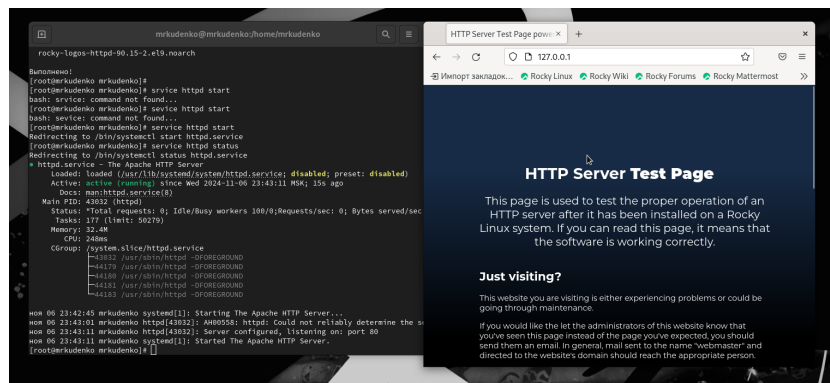 mrkudenko@mrkudenko:/home/mrkudenko
rocky-logos-httpd-90.15-2.el9.noarch
Выполнено!
[root@mrkudenko mrkudenko]#
[root@mrkudenko mrkudenko]# srvice httpd start
bash: srvice: command not found...
[root@mrkudenko mrkudenko]# sevice httpd start
bash: sevice: command not found...
[root@mrkudenko mrkudenko]# service httpd start
Redirecting to /bin/systemctl start httpd.service
[root@mrkudenko mrkudenko]# service httpd status
Redirecting to /bin/systemctl status httpd.service
● httpd.service - The Apache HTTP Server
Loaded: loaded (/usr/lib/systemd/system/httpd.service; disabled; preset: disabled)
Active: active (running) since Wed 2024-11-06 23:43:11 MSK; 15s ago
Docs: man:httpd.service(8)
Main PID: 43032 (httpd)
Status: "Total requests: 0; Idle/Busy workers 100/0;Requests/sec: 0; Bytes served/sec
Tasks: 177 (limit: 50279)
Memory: 32.4M
CPU: 248ms
CGroup: /system.slice/httpd.service
├─43032 /usr/sbin/httpd -DFOREGROUND
├─44179 /usr/sbin/httpd -DFOREGROUND
├─44180 /usr/sbin/httpd -DFOREGROUND
├─44181 /usr/sbin/httpd -DFOREGROUND
└─44183 /usr/sbin/httpd -DFOREGROUND
ноя 06 23:42:45 mrkudenko systemd[1]: Starting The Apache HTTP Server...
ноя 06 23:43:01 mrkudenko httpd[43032]: AH00558: httpd: Could not reliably determine the se
ноя 06 23:43:11 mrkudenko httpd[43032]: Server configured, listening on: port 80
ноя 06 23:43:11 mrkudenko systemd[1]: Started The Apache HTTP Server.
[root@mrkudenko mrkudenko]#
HTTP Server Test Page power
127.0.0.1
Импорт закладок... Rocky Linux Rocky Wiki Rocky Forums Rocky Mattermost
HTTP Server Test Page
This page is used to test the proper operation of an
HTTP server after it has been installed on a Rocky
Linux system. If you can read this page, it means that
the software is working correctly.
Just visiting?
This website you are visiting is either experiencing problems or could be
going through maintenance.
If you would like the let the administrators of this website know that
you've seen this page instead of the page you've expected, you should
send them an email. In general, mail sent to the name "webmaster" and
directed to the website's domain should reach the appropriate person.